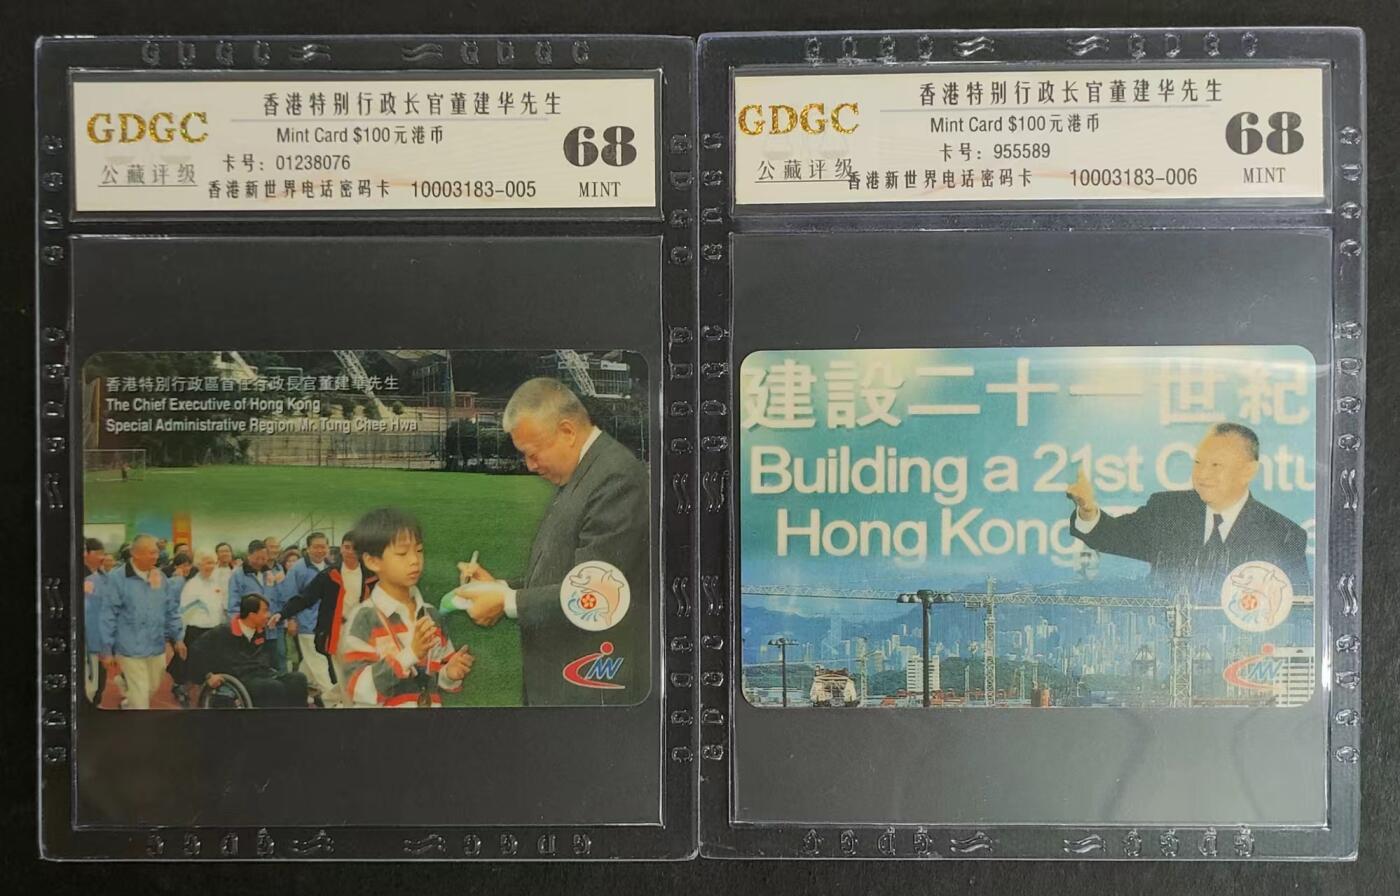 GDGC
公藏评级
香港特别行政长官董建华先生
Mint Card $100元港币
卡号: 01238076
香港新世界电话密码卡 10003183-005
68
MINT
香港特別行政區首任行政長官董建華先生
The Chief Executive of Hong Kong
Special Administrative Region Mr. Tung Chee Hwa
GDGC
公藏评级
香港特别行政长官董建华先生
Mint Card $100元港币
卡号: 955589
香港新世界电话密码卡 10003183-006
68
MINT
建設二十一世紀
Building a 21st
Hong Kong